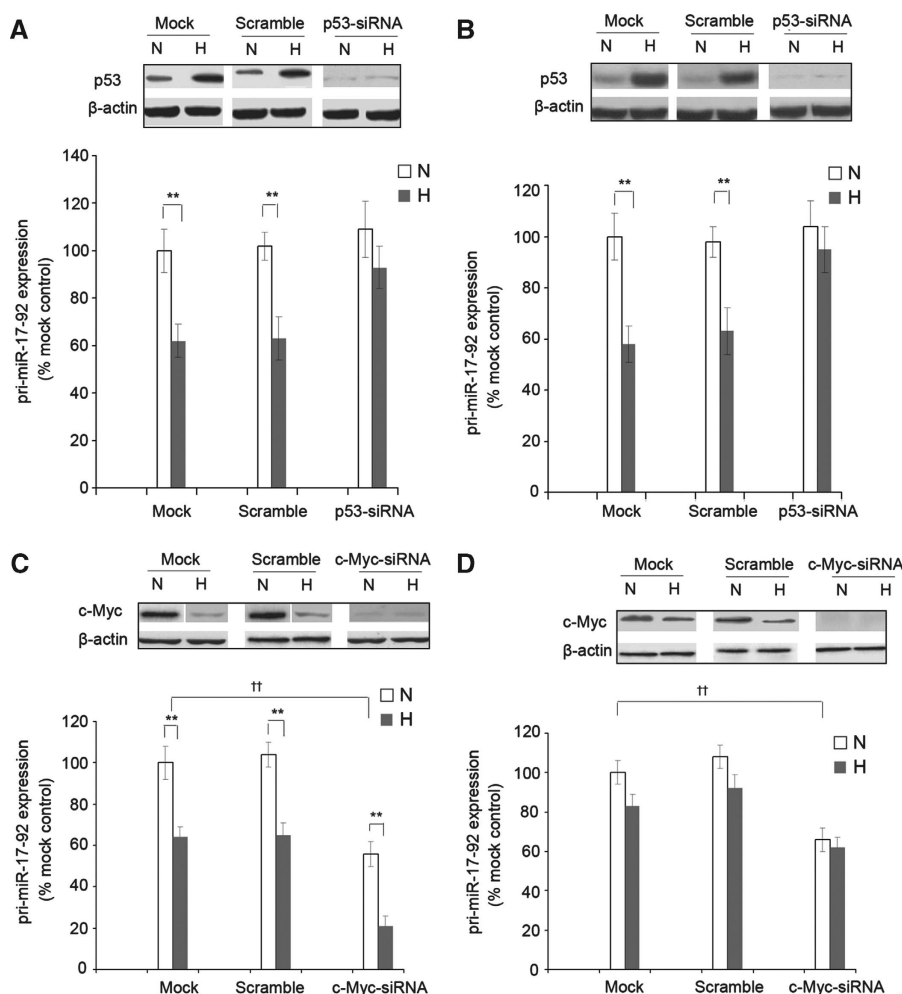 A
Mock Scramble p53-siRNA
N H N H N H
p53
β-actin
140
120
100
80
60
40
20
0
pri-miR-17-92 expression
(% mock control)
N
H
**
**
Mock Scramble p53-siRNA
B
Mock Scramble p53-siRNA
N H N H N H
p53
β-actin
120
100
80
60
40
20
0
pri-miR-17-92 expression
(% mock control)
N
H
**
**
Mock Scramble p53-siRNA
C
Mock Scramble c-Myc-siRNA
N H N H N H
c-Myc
β-actin
120
100
80
60
40
20
0
pri-miR-17-92 expression
(% mock control)
††
N
H
**
**
**
Mock Scramble c-Myc-siRNA
D
Mock Scramble c-Myc-siRNA
N H N H N H
c-Myc
β-actin
120
100
80
60
40
20
0
pri-miR-17-92 expression
(% mock control)
††
N
H
Mock Scramble c-Myc-siRNA